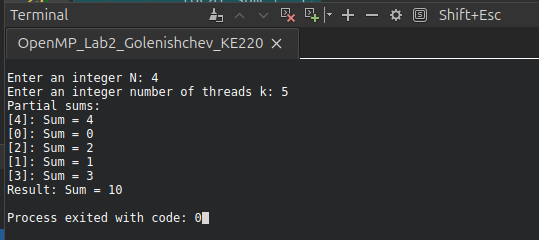 Terminal
Shift+Esc
OpenMP_Lab2_Golenishchev_KE220
Enter an integer N: 4
Enter an integer number of threads k: 5
Partial sums:
[4]: Sum = 4
[0]: Sum = 0
[2]: Sum = 2
[1]: Sum = 1
[3]: Sum = 3
Result: Sum = 10
Process exited with code: 0